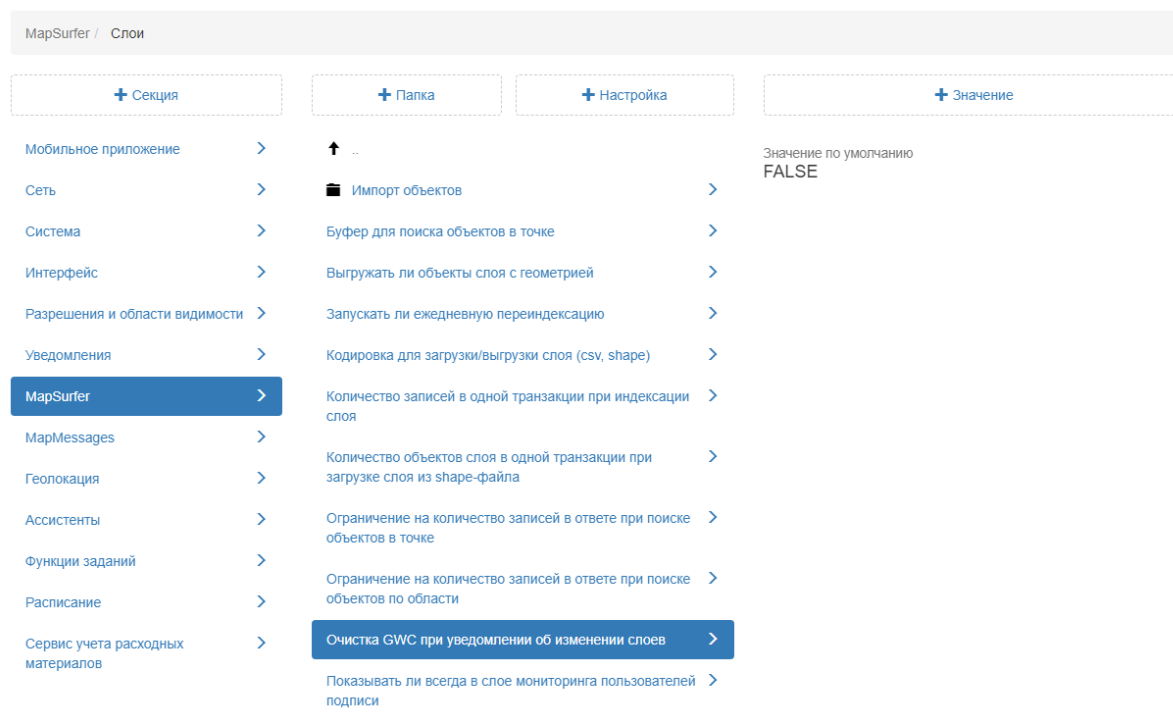 MapSurfer / Слои
+ Секция
+ Папка
+ Настройка
+ Значение
Мобильное приложение
Сеть
Система
Интерфейс
Разрешения и области видимости
Уведомления
MapSurfer
MapMessages
Геолокация
Ассистенты
Функции заданий
Расписание
Сервис учета расходных
материалов
..
Импорт объектов
Буфер для поиска объектов в точке
Выгружать ли объекты слоя с геометрией
Запускать ли ежедневную переиндексацию
Кодировка для загрузки/выгрузки слоя (csv, shape)
Количество записей в одной транзакции при индексации
слоя
Количество объектов слоя в одной транзакции при
загрузке слоя из shape-файла
Ограничение на количество записей в ответе при поиске
объектов в точке
Ограничение на количество записей в ответе при поиске
объектов по области
Очистка GWC при уведомлении об изменении слоев
Показывать ли всегда в слое мониторинга пользователей
подписи
Значение по умолчанию
FALSE